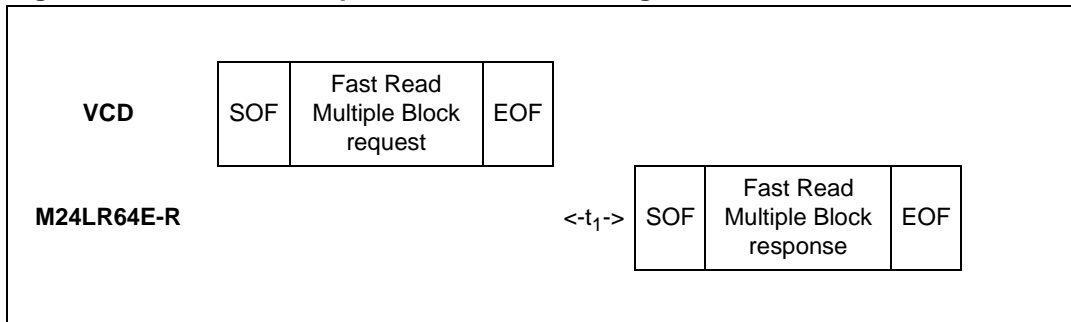 VCD
SOF
Fast Read
Multiple Block
request
EOF
M24LR64E-R
<-t₁->
SOF
Fast Read
Multiple Block
response
EOF